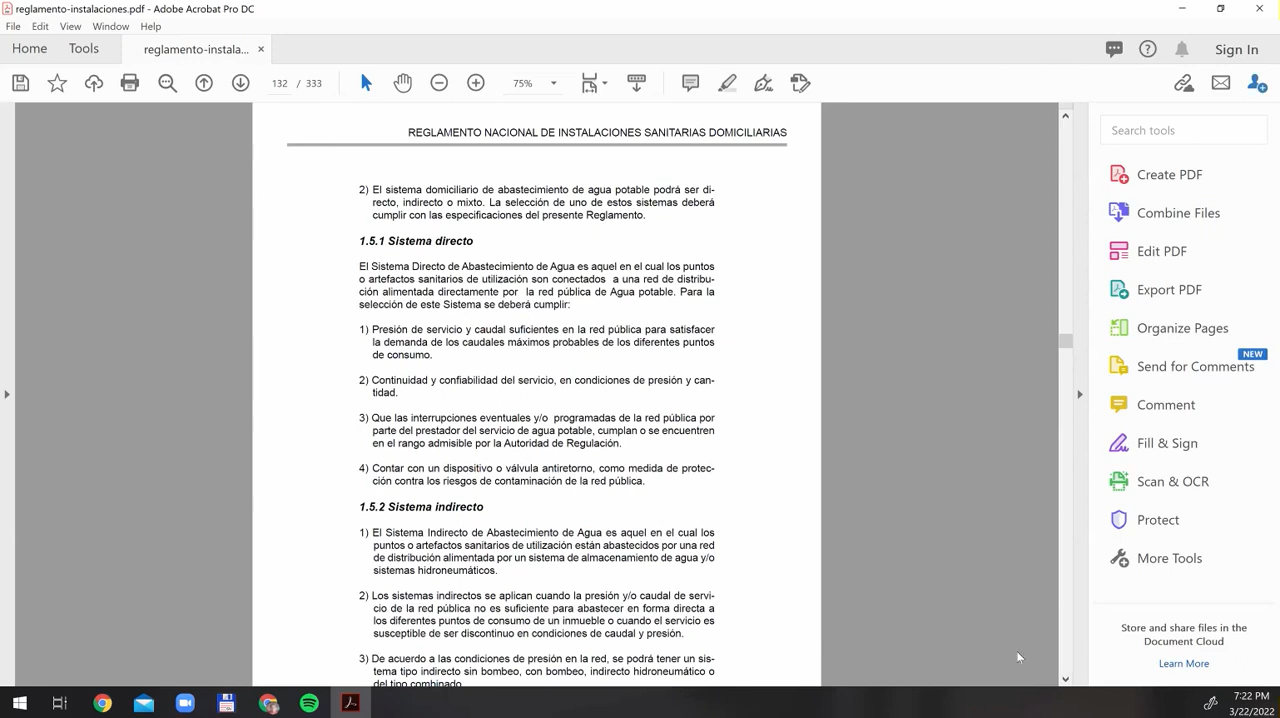 reglamento-instalaciones.pdf - Adobe Acrobat Pro DC
File Edit View Window Help
Home Tools reglamento-instala... ×
Sign In
132 / 333 75%
REGLAMENTO NACIONAL DE INSTALACIONES SANITARIAS DOMICILIARIAS
2) El sistema domiciliario de abastecimiento de agua potable podrá ser di-
recto, indirecto o mixto. La selección de uno de estos sistemas deberá
cumplir con las especificaciones del presente Reglamento.
1.5.1 Sistema directo
El Sistema Directo de Abastecimiento de Agua es aquel en el cual los puntos
o artefactos sanitarios de utilización son conectados a una red de distribu-
ción alimentada directamente por la red pública de Agua potable. Para la
selección de este Sistema se deberá cumplir:
1) Presión de servicio y caudal suficientes en la red pública para satisfacer
la demanda de los caudales máximos probables de los diferentes puntos
de consumo.
2) Continuidad y confiabilidad del servicio, en condiciones de presión y can-
tidad.
3) Que las interrupciones eventuales y/o programadas de la red pública por
parte del prestador del servicio de agua potable, cumplan o se encuentren
en el rango admisible por la Autoridad de Regulación.
4) Contar con un dispositivo o válvula antiretorno, como medida de protec-
ción contra los riesgos de contaminación de la red pública.
1.5.2 Sistema indirecto
1) El Sistema Indirecto de Abastecimiento de Agua es aquel en el cual los
puntos o artefactos sanitarios de utilización están abastecidos por una red
de distribución alimentada por un sistema de almacenamiento de agua y/o
sistemas hidroneumáticos.
2) Los sistemas indirectos se aplican cuando la presión y/o caudal de servi-
cio de la red pública no es suficiente para abastecer en forma directa a
los diferentes puntos de consumo de un inmueble o cuando el servicio es
susceptible de ser discontinuo en condiciones de caudal y presión.
3) De acuerdo a las condiciones de presión en la red, se podrá tener un sis-
tema tipo indirecto sin bombeo, con bombeo, indirecto hidroneumático o
del tipo combinado.
Search tools
Create PDF
Combine Files
Edit PDF
Export PDF
Organize Pages
NEW
Send for Comments
Comment
Fill & Sign
Scan & OCR
Protect
More Tools
Store and share files in the
Document Cloud
Learn More
7:22 PM
3/22/2022